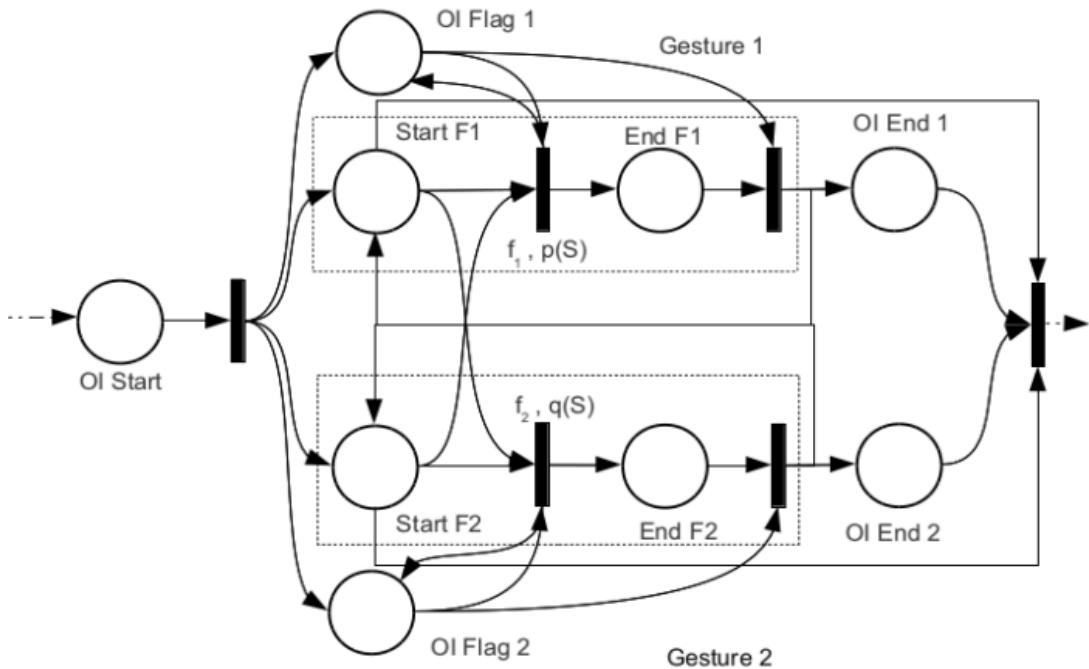 OI Flag 1
Gesture 1
Start F1
End F1
OI End 1
f₁ , p(S)
OI Start
f₂ , q(S)
Start F2
End F2
OI End 2
OI Flag 2
Gesture 2